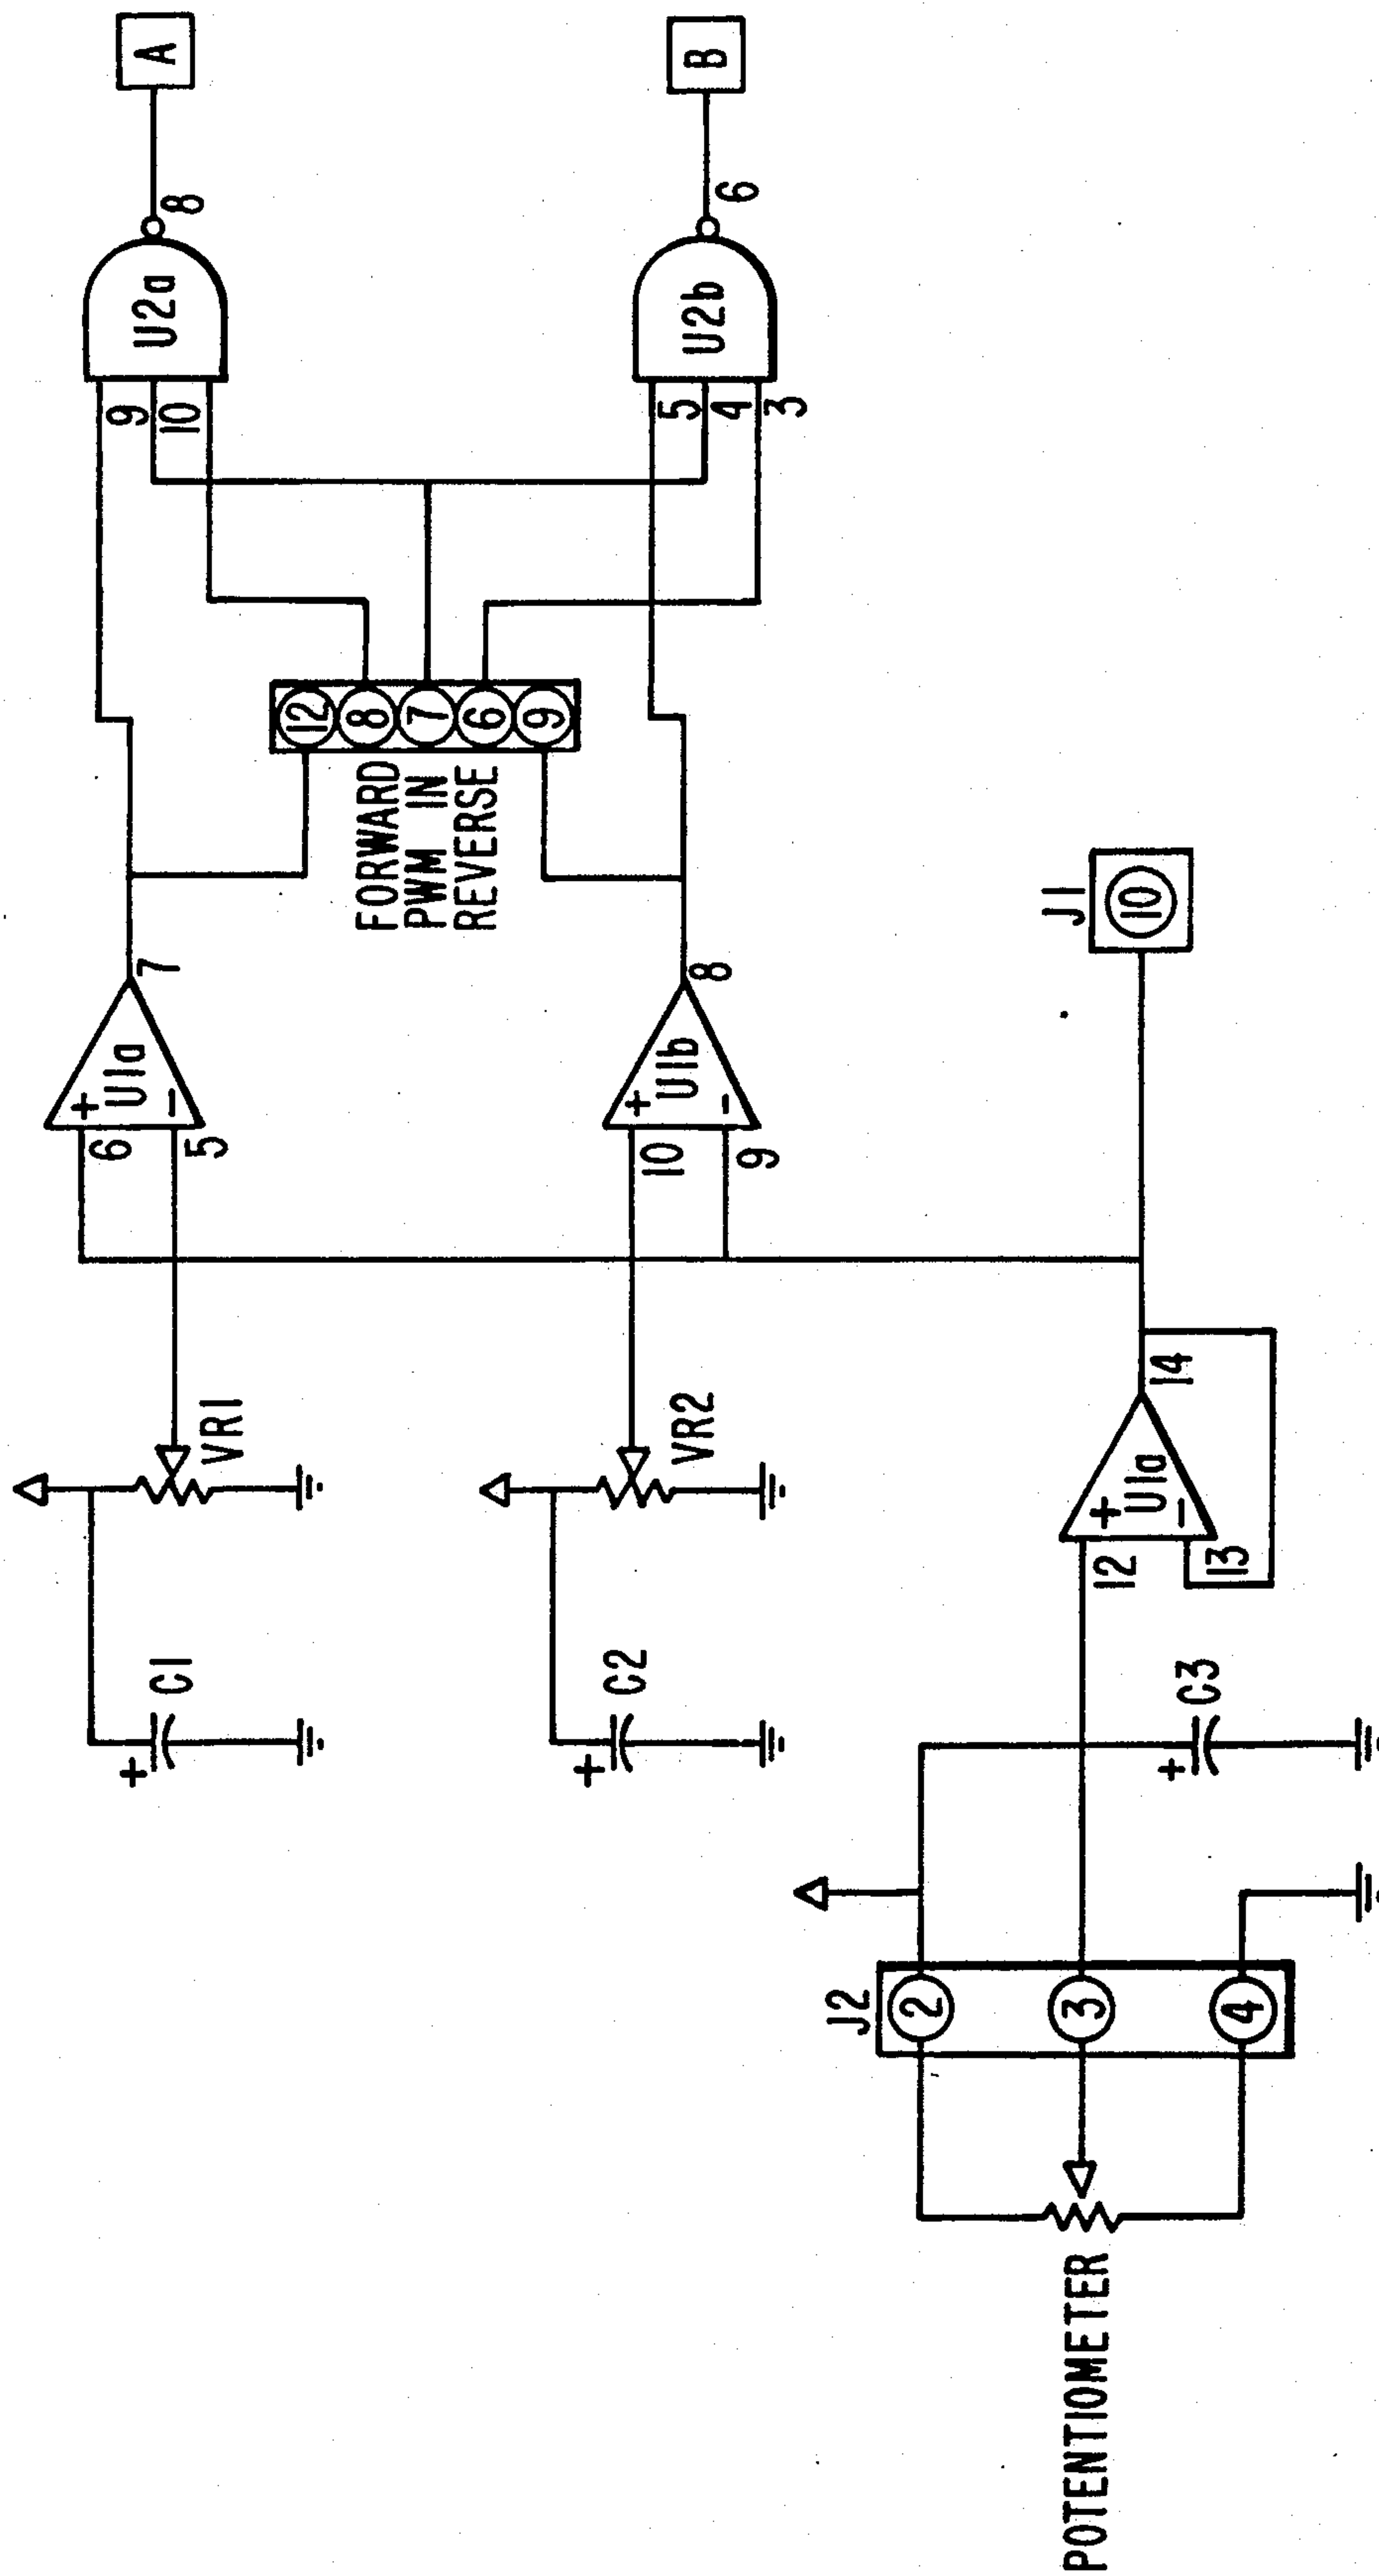 +
C1
VR1
6
5
+
U1a
-
7
9
10
U2a
8
A
12
8
7
6
9
FORWARD
PWM IN
REVERSE
+
C2
VR2
10
9
+
U1b
-
8
5
4
3
U2b
6
B
POTENTIOMETER
J2
2
3
4
+
C3
12
13
+
U1a
-
14
J1
10